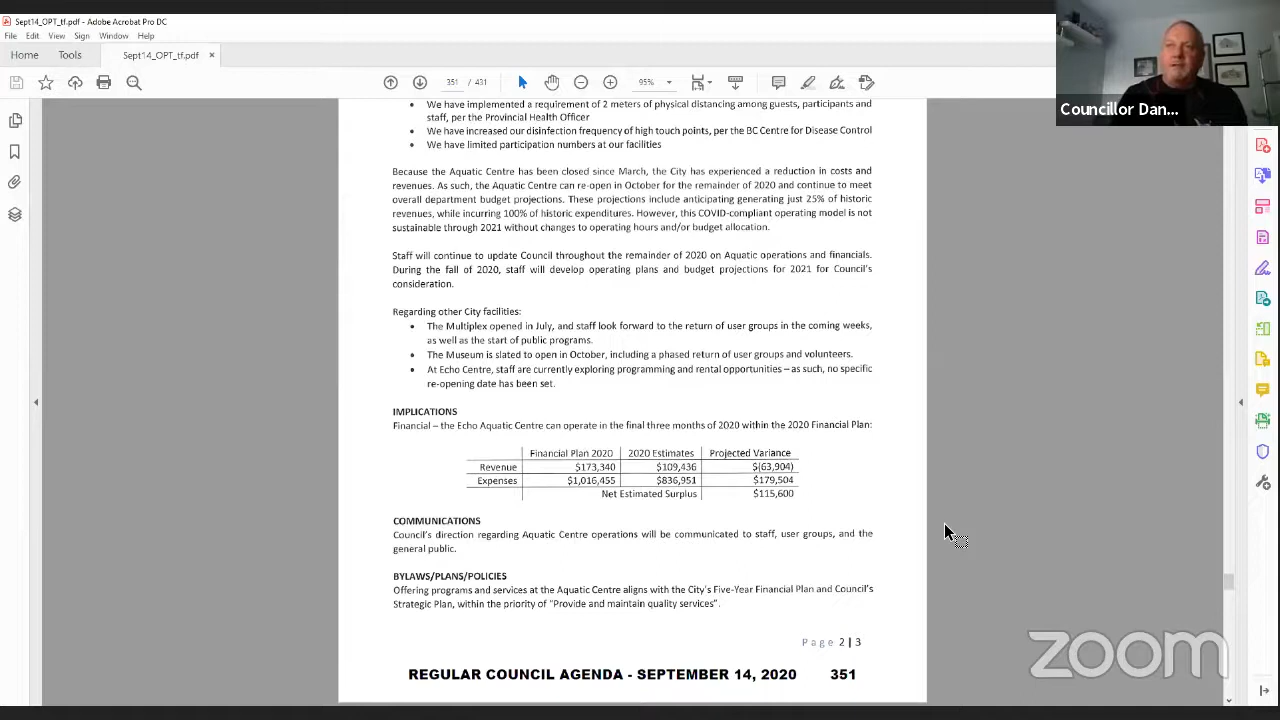 Sept14_OPT_tf.pdf - Adobe Acrobat Pro DC
File Edit View Sign Window Help
Home Tools Sept14_OPT_tf.pdf ×
351 / 431 95%
Councillor Dan...
• We have implemented a requirement of 2 meters of physical distancing among guests, participants and
staff, per the Provincial Health Officer
• We have increased our disinfection frequency of high touch points, per the BC Centre for Disease Control
• We have limited participation numbers at our facilities
Because the Aquatic Centre has been closed since March, the City has experienced a reduction in costs and
revenues. As such, the Aquatic Centre can re-open in October for the remainder of 2020 and continue to meet
overall department budget projections. These projections include anticipating generating just 25% of historic
revenues, while incurring 100% of historic expenditures. However, this COVID-compliant operating model is not
sustainable through 2021 without changes to operating hours and/or budget allocation.
Staff will continue to update Council throughout the remainder of 2020 on Aquatic operations and financials.
During the fall of 2020, staff will develop operating plans and budget projections for 2021 for Council's
consideration.
Regarding other City facilities:
• The Multiplex opened in July, and staff look forward to the return of user groups in the coming weeks,
as well as the start of public programs.
• The Museum is slated to open in October, including a phased return of user groups and volunteers.
• At Echo Centre, staff are currently exploring programming and rental opportunities – as such, no specific
re-opening date has been set.
IMPLICATIONS
Financial – the Echo Aquatic Centre can operate in the final three months of 2020 within the 2020 Financial Plan:
Financial Plan 2020 2020 Estimates Projected Variance
Revenue $173,340 $109,436 $(63,904)
Expenses $1,016,455 $836,951 $179,504
Net Estimated Surplus $115,600
COMMUNICATIONS
Council's direction regarding Aquatic Centre operations will be communicated to staff, user groups, and the
general public.
BYLAWS/PLANS/POLICIES
Offering programs and services at the Aquatic Centre aligns with the City's Five-Year Financial Plan and Council's
Strategic Plan, within the priority of "Provide and maintain quality services".
Page 2 | 3
REGULAR COUNCIL AGENDA - SEPTEMBER 14, 2020 351
zoom